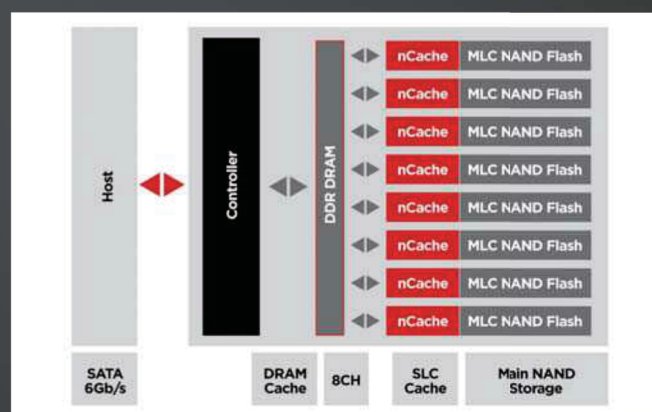 Host
Controller
DDR DRAM
nCache MLC NAND Flash
nCache MLC NAND Flash
nCache MLC NAND Flash
nCache MLC NAND Flash
nCache MLC NAND Flash
nCache MLC NAND Flash
nCache MLC NAND Flash
nCache MLC NAND Flash
SATA
6Gb/s
DRAM
Cache
8CH
SLC
Cache
Main NAND
Storage